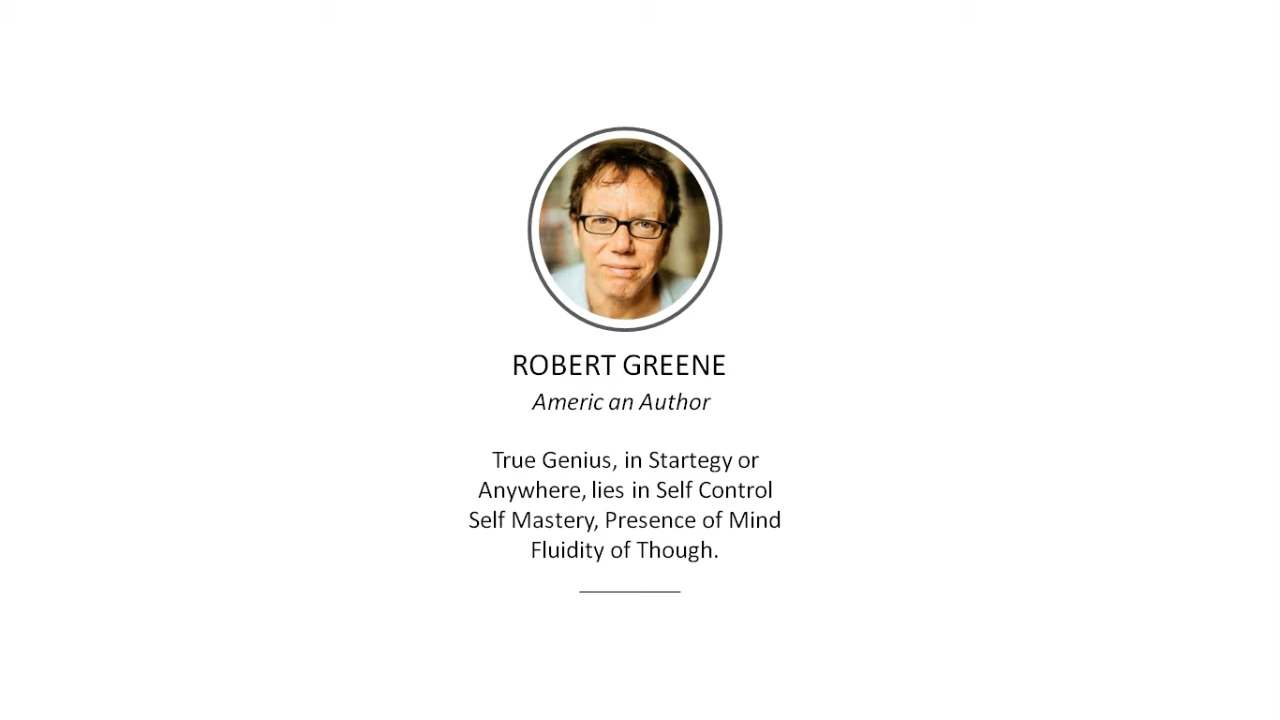 ROBERT GREENE
Americ an Author
True Genius, in Startegy or
Anywhere, lies in Self Control
Self Mastery, Presence of Mind
Fluidity of Though.